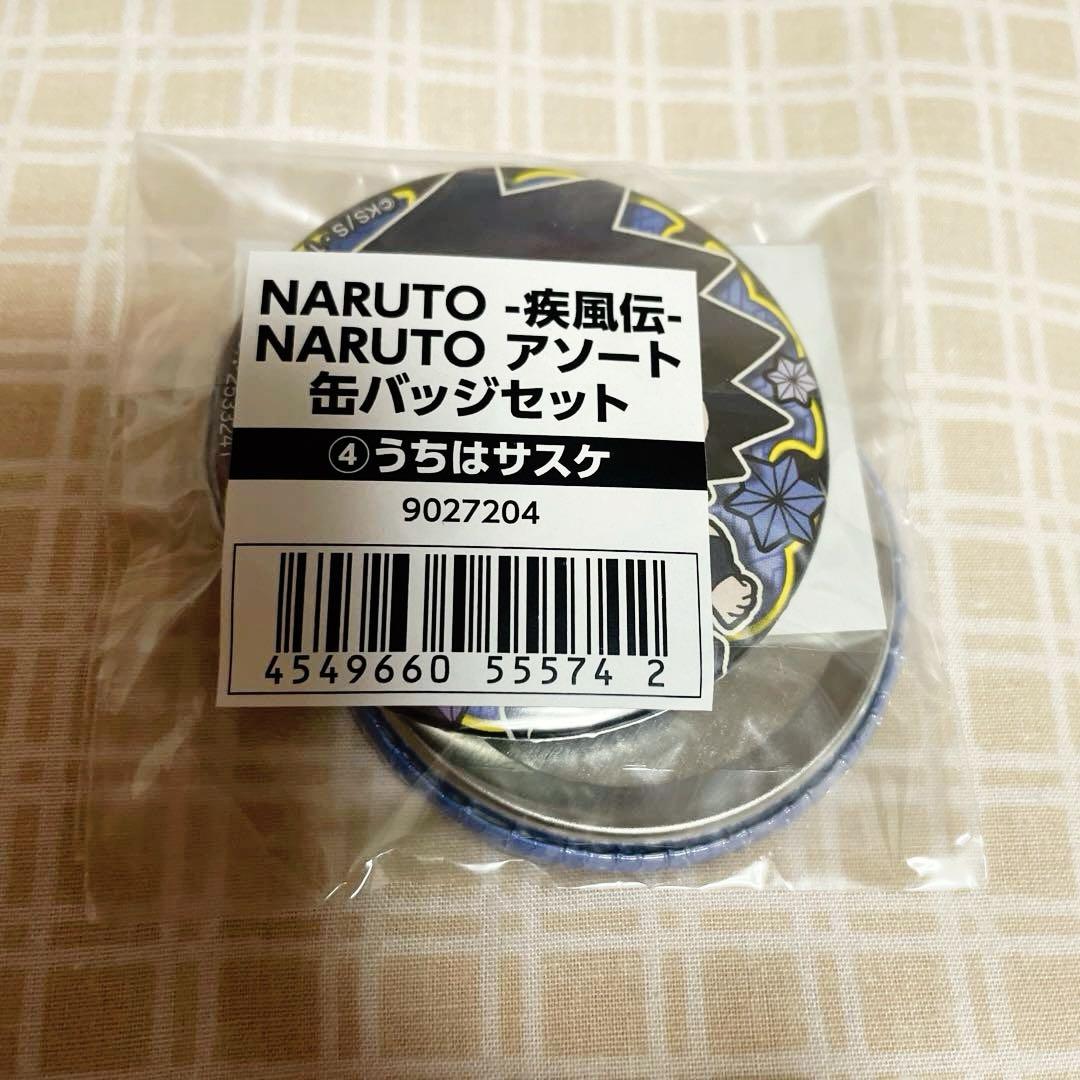 ©KS/S
NARUTO -疾風伝-
NARUTO アソート
缶バッジセット
④うちはサスケ
9027204
4549660 55574 2